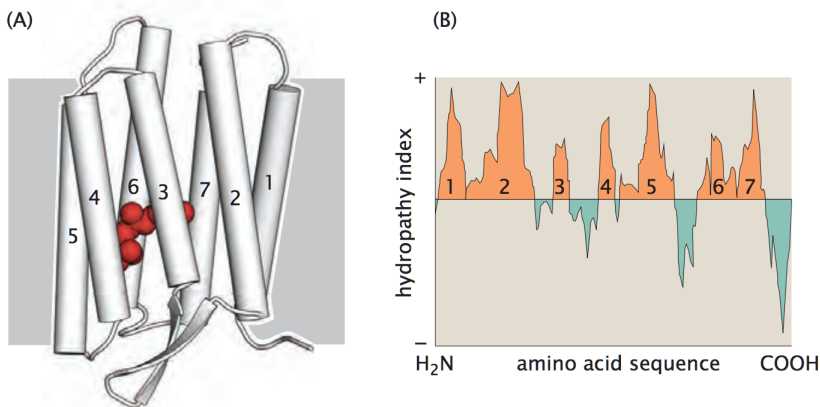 (A)
(B)
6
3
7
2
1
4
5
+
hydropathy index
1
2
3
4
5
6
7
−
H₂N
amino acid sequence
COOH